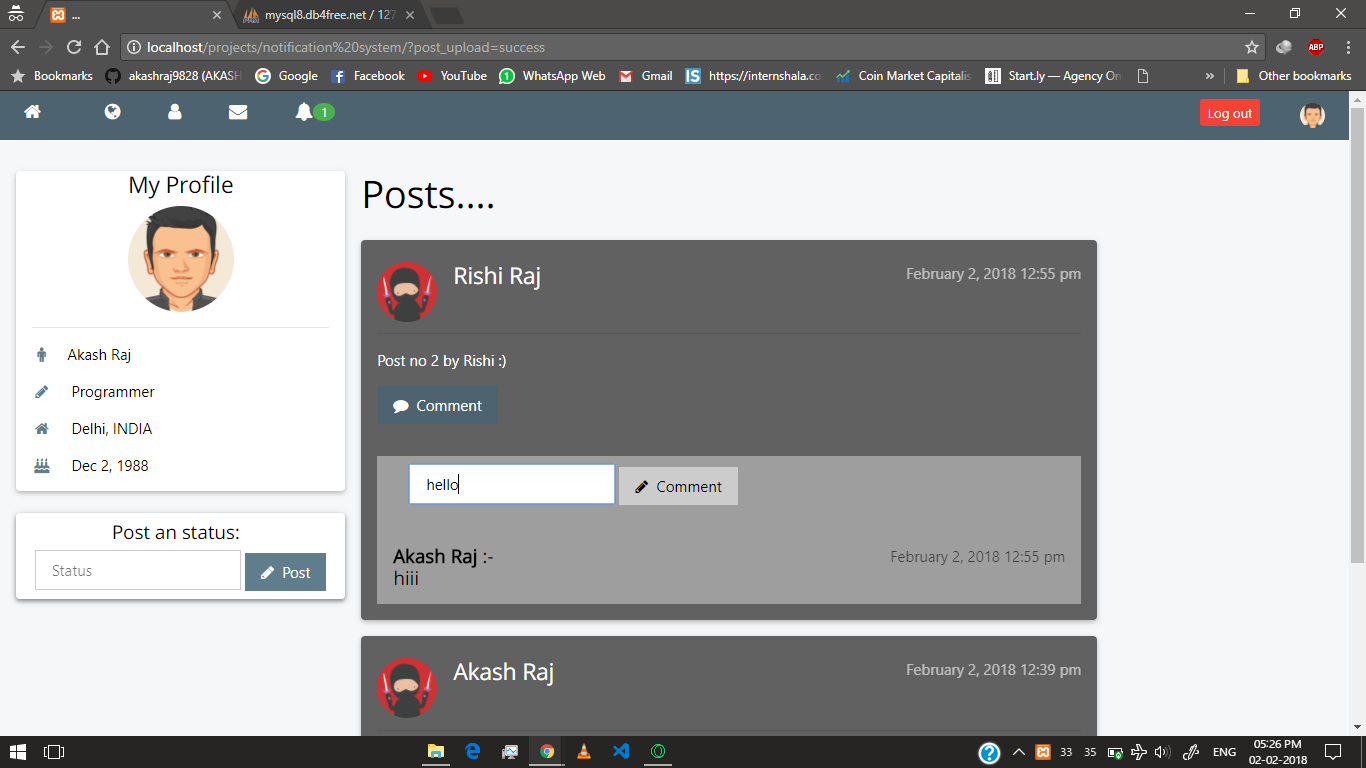 ...
mysql8.db4free.net / 127
localhost/projects/notification%20system/?post_upload=success
ABP
Bookmarks
akashraj9828 (AKASH
Google
Facebook
YouTube
WhatsApp Web
Gmail
IS
https://internshala.co
Coin Market Capitalis
Start.ly — Agency On
»
Other bookmarks
1
Log out
My Profile
Akash Raj
Programmer
Delhi, INDIA
Dec 2, 1988
Post an status:
Status
Post
Posts....
Rishi Raj
February 2, 2018 12:55 pm
Post no 2 by Rishi :)
Comment
hello
Comment
Akash Raj :-
February 2, 2018 12:55 pm
hiii
Akash Raj
February 2, 2018 12:39 pm
?
33
35
ENG
05:26 PM
02-02-2018